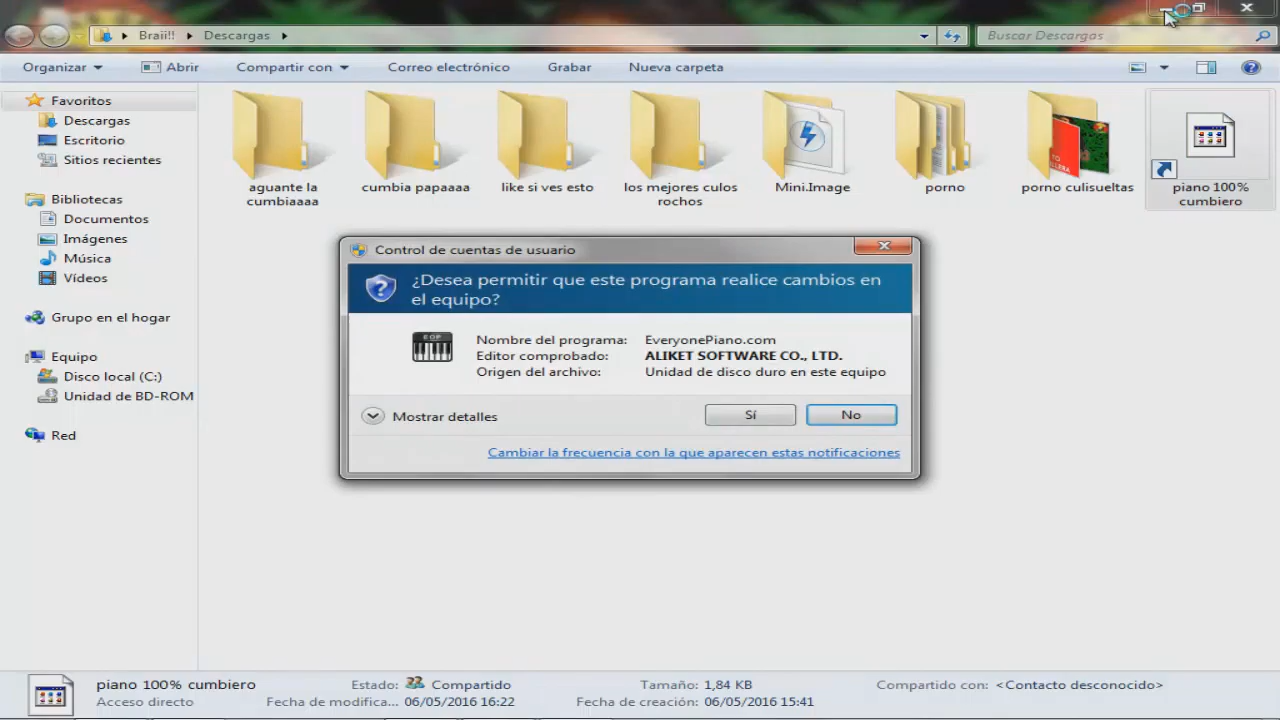 Braii!! Descargas
Buscar Descargas
Organizar Abrir Compartir con Correo electrónico Grabar Nueva carpeta
Favoritos
Descargas
Escritorio
Sitios recientes
Bibliotecas
Documentos
Imágenes
Música
Vídeos
Grupo en el hogar
Equipo
Disco local (C:)
Unidad de BD-ROM
Red
aguante la
cumbiaaaa
cumbia papaaaa
like si ves esto
los mejores culos
rochos
Mini.Image
porno
porno culisueltas
piano 100%
cumbiero
Control de cuentas de usuario
¿Desea permitir que este programa realice cambios en
el equipo?
EOP
Nombre del programa: EveryonePiano.com
Editor comprobado: ALIKET SOFTWARE CO., LTD.
Origen del archivo: Unidad de disco duro en este equipo
Mostrar detalles
Sí
No
Cambiar la frecuencia con la que aparecen estas notificaciones
piano 100% cumbiero Estado: Compartido Tamaño: 1,84 KB Compartido con: <Contacto desconocido>
Acceso directo Fecha de modifica... 06/05/2016 16:22 Fecha de creación: 06/05/2016 15:41